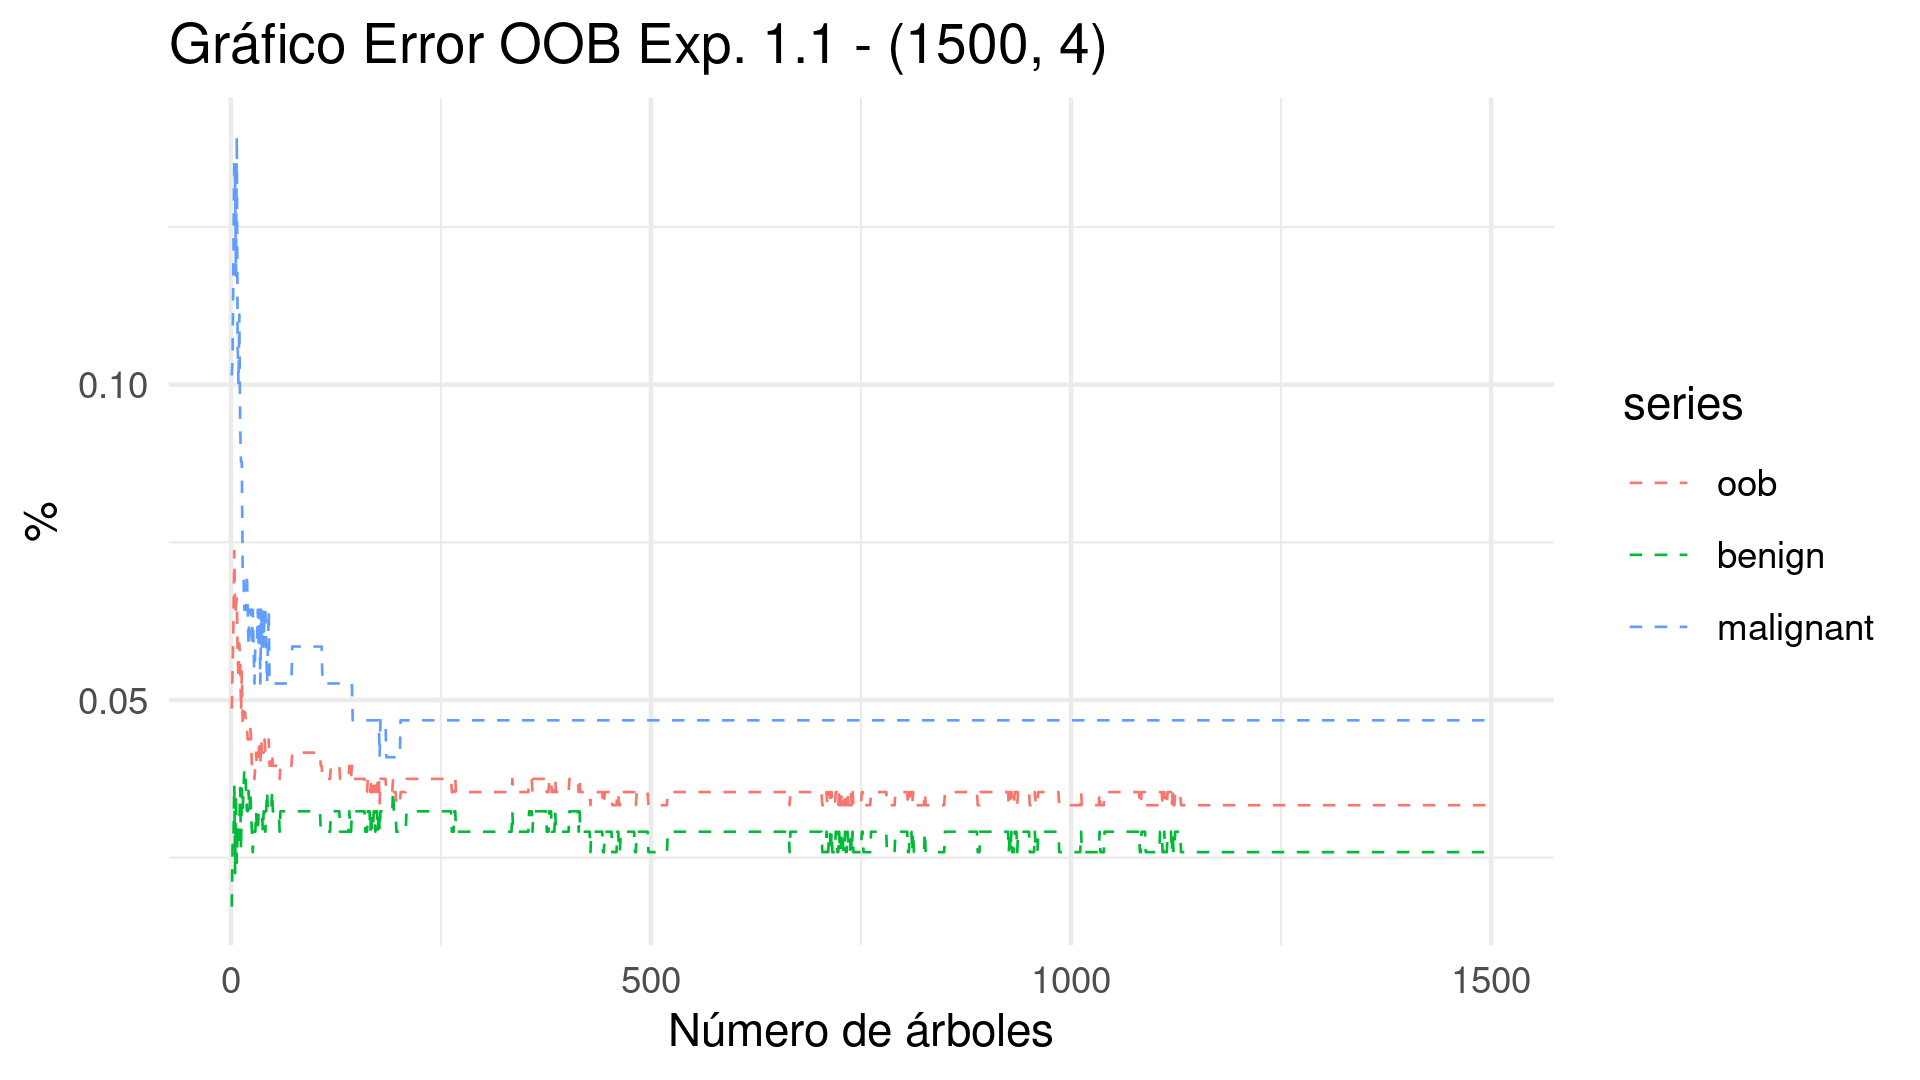 Gráfico Error OOB Exp. 1.1 - (1500, 4)
%
0.10
0.05
0
500
1000
1500
Número de árboles
series
oob
benign
malignant